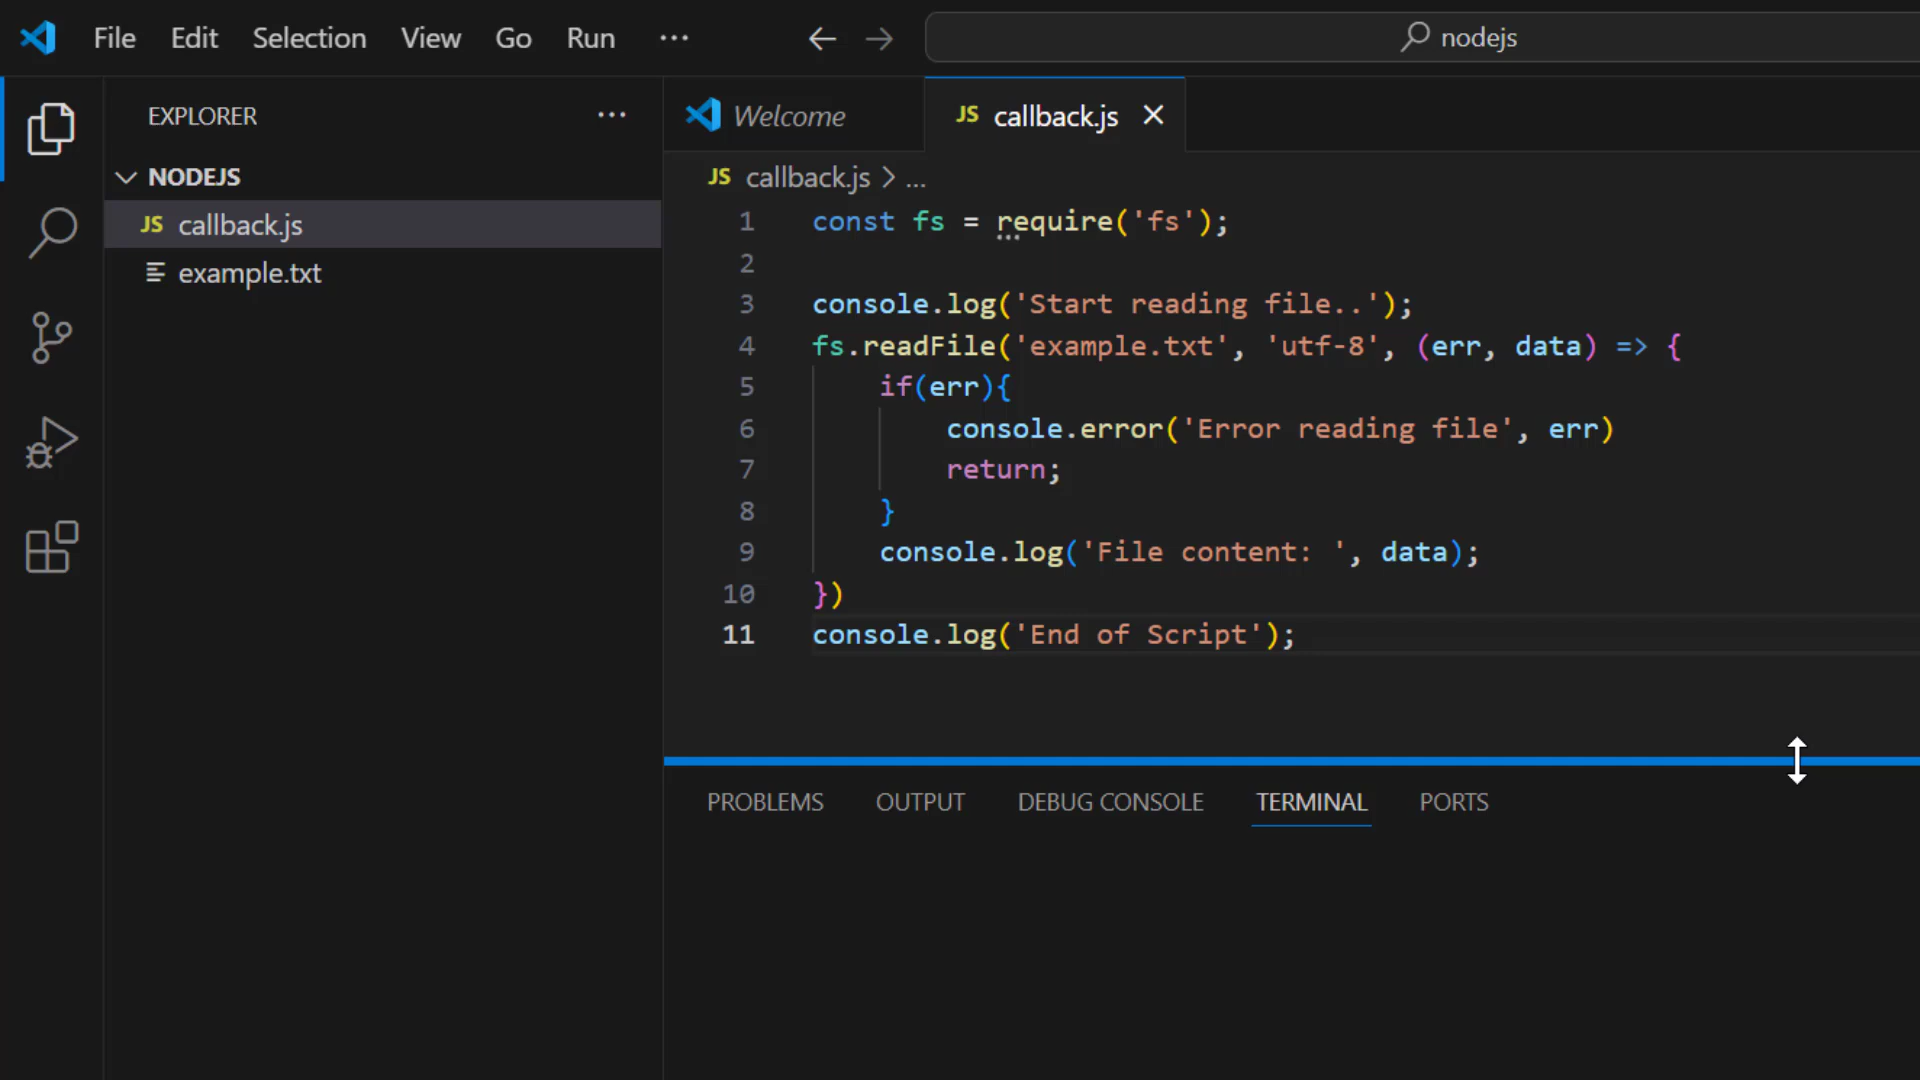 File Edit Selection View Go Run ... nodejs
EXPLORER ...
NODEJS
JS callback.js
example.txt
Welcome JS callback.js
JS callback.js > ...
1 const fs = require('fs');
2
3 console.log('Start reading file..');
4 fs.readFile('example.txt', 'utf-8', (err, data) => {
5 if(err){
6 console.error('Error reading file', err)
7 return;
8 }
9 console.log('File content: ', data);
10 })
11 console.log('End of Script');
PROBLEMS OUTPUT DEBUG CONSOLE TERMINAL PORTS